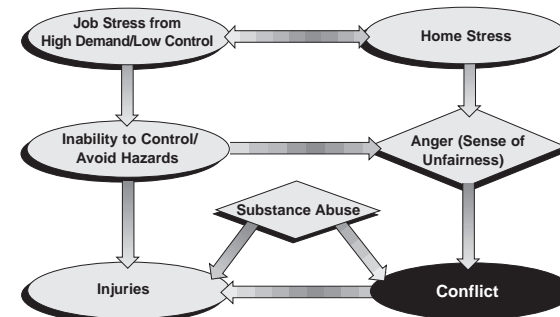 Job Stress from
High Demand/Low Control
Home Stress
Inability to Control/
Avoid Hazards
Anger (Sense of
Unfairness)
Substance Abuse
Injuries
Conflict